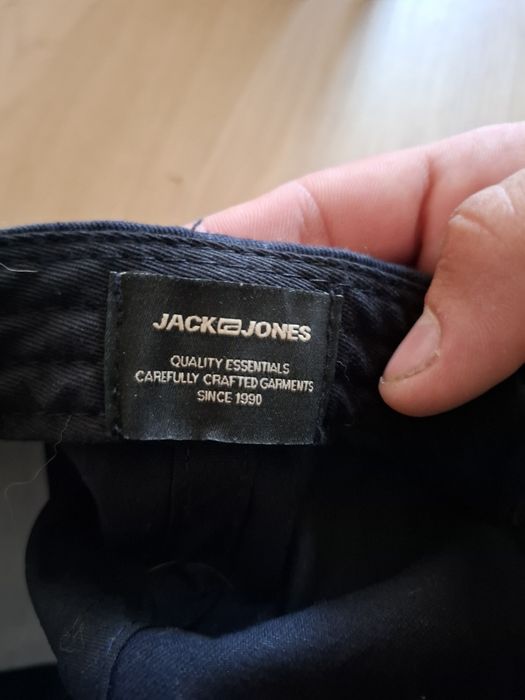 JACK&JONES
QUALITY ESSENTIALS
CAREFULLY CRAFTED GARMENTS
SINCE 1990